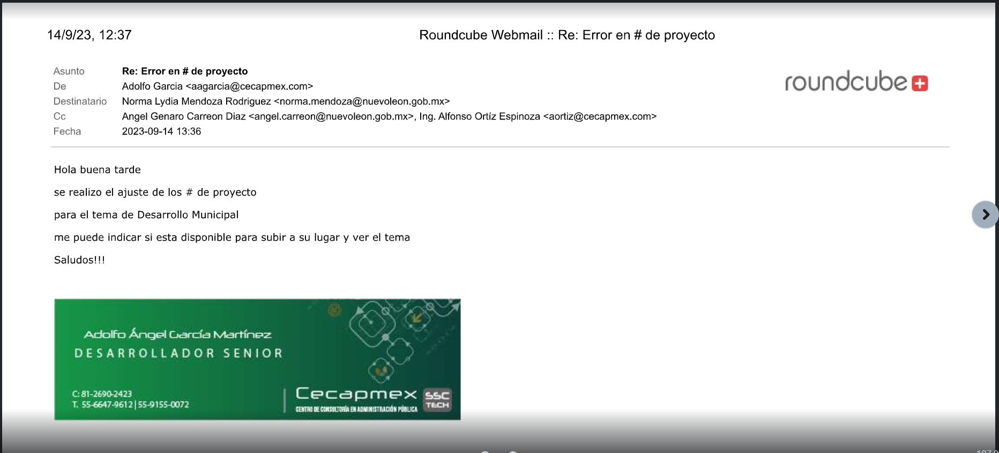 14/9/23, 12:37
Roundcube Webmail :: Re: Error en # de proyecto
Asunto Re: Error en # de proyecto
De Adolfo Garcia <aagarcia@cecapmex.com>
Destinatario Norma Lydia Mendoza Rodriguez <norma.mendoza@nuevoleon.gob.mx>
Cc Angel Genaro Carreon Diaz <angel.carreon@nuevoleon.gob.mx>, Ing. Alfonso Ortíz Espinoza <aortiz@cecapmex.com>
Fecha 2023-09-14 13:36
roundcube
Hola buena tarde
se realizo el ajuste de los # de proyecto
para el tema de Desarrollo Municipal
me puede indicar si esta disponible para subir a su lugar y ver el tema
Saludos!!!
Adolfo Ángel García Martínez
DESARROLLADOR SENIOR
C: 81-2690-2423
T. 55-6647-9612|55-9155-0072
Cecapmex
CENTRO DE CONSULTORÍA EN ADMINISTRACIÓN PÚBLICA
SSC
TECH